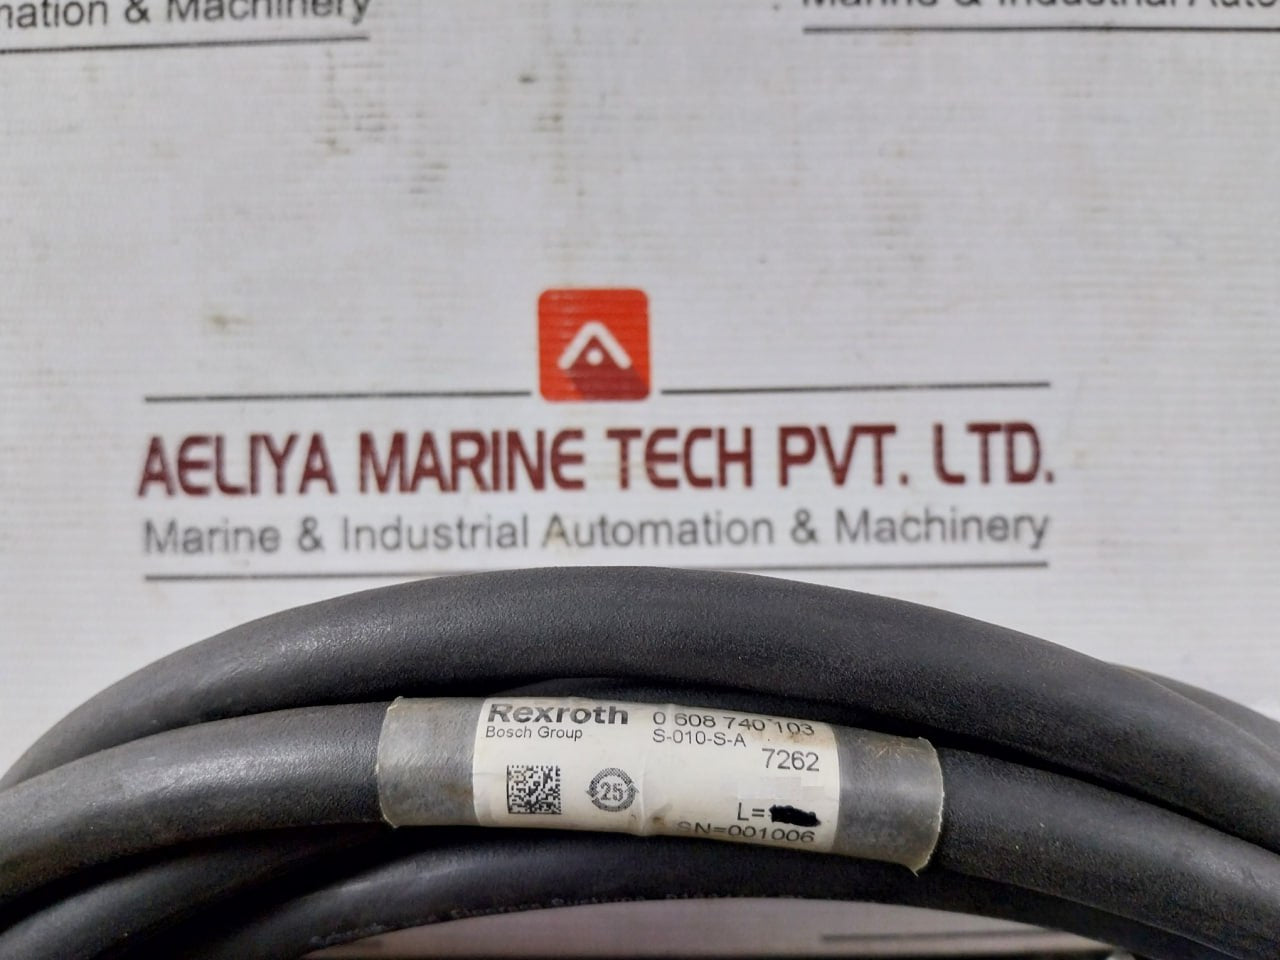 mation & Machinery
Marine & Industrial Auto
AELIYA MARINE TECH PVT. LTD.
Marine & Industrial Automation & Machinery
Rexroth
Bosch Group
0 608 740 103
S-010-S-A
7262
25
L=
SN=001006